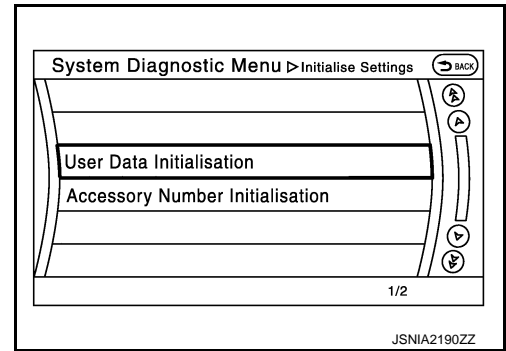 System Diagnostic Menu ▷ Initialise Settings BACK
User Data Initialisation
Accessory Number Initialisation
1/2
JSNIA2190ZZ